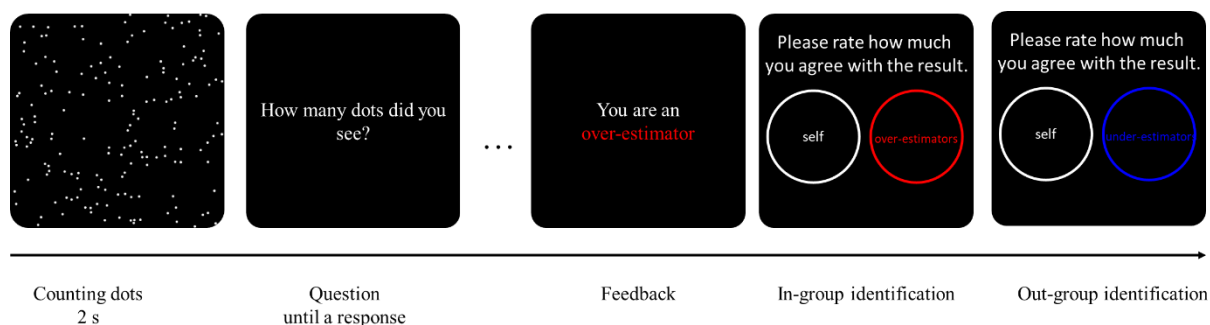 How many dots did you
see?
...
You are an
over-estimator
Please rate how much
you agree with the result.
self
over-estimators
Please rate how much
you agree with the result.
self
under-estimators
Counting dots
2 s
Question
until a response
Feedback
In-group identification
Out-group identification